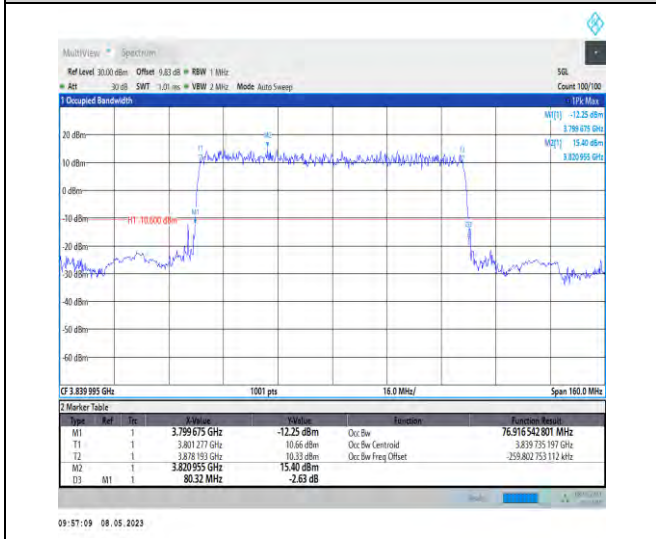 MultiView Spectrum
Ref Level 30.00 dBm Offset 9.83 dB RBW 1 MHz SGL
Att 30 dB SWT 1.01 ms VBW 2 MHz Mode Auto Sweep Count 100/100
1 Occupied Bandwidth 1Pk Max
M1[1] -12.25 dBm
3.799 675 GHz
20 dBm M2 M2[1] 15.40 dBm
3.820 955 GHz
T1 T2
10 dBm
0 dBm
M1
-10 dBm H1 -10.600 dBm
D3
-20 dBm
-30 dBm
-40 dBm
-50 dBm
-60 dBm
CF 3.839 995 GHz 1001 pts 16.0 MHz/ Span 160.0 MHz
2 Marker Table
Type Ref Trc X-Value Y-Value Function Function Result
M1 1 3.799 675 GHz -12.25 dBm Occ Bw 76.916 542 801 MHz
T1 1 3.801 277 GHz 10.66 dBm Occ Bw Centroid 3.839 735 197 GHz
T2 1 3.878 193 GHz 10.33 dBm Occ Bw Freq Offset -259.802 753 112 kHz
M2 1 3.820 955 GHz 15.40 dBm
D3 M1 1 80.32 MHz -2.63 dB
09:57:09 08.05.2023